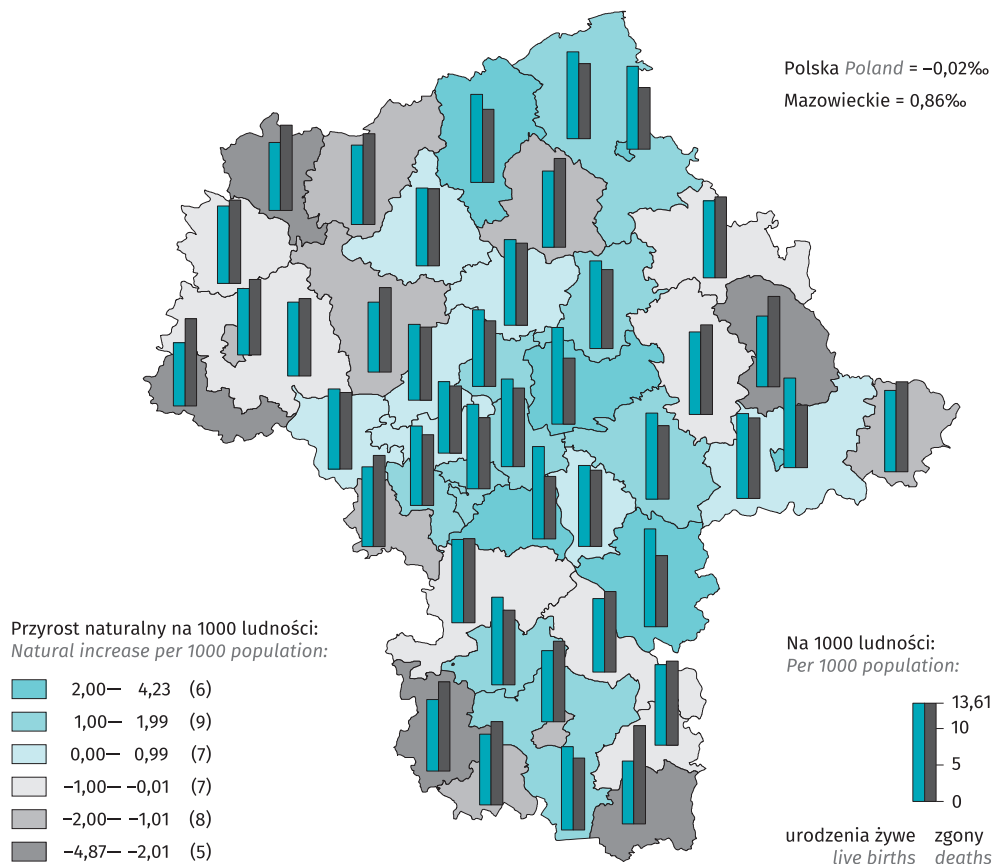 Polska Poland = –0,02‰
Mazowieckie = 0,86‰
Przyrost naturalny na 1000 ludności:
Natural increase per 1000 population:
2,00— 4,23 (6)
1,00— 1,99 (9)
0,00— 0,99 (7)
–1,00— –0,01 (7)
–2,00— –1,01 (8)
–4,87— –2,01 (5)
Na 1000 ludności:
Per 1000 population:
13,61
10
5
0
urodzenia żywe zgony
live births deaths